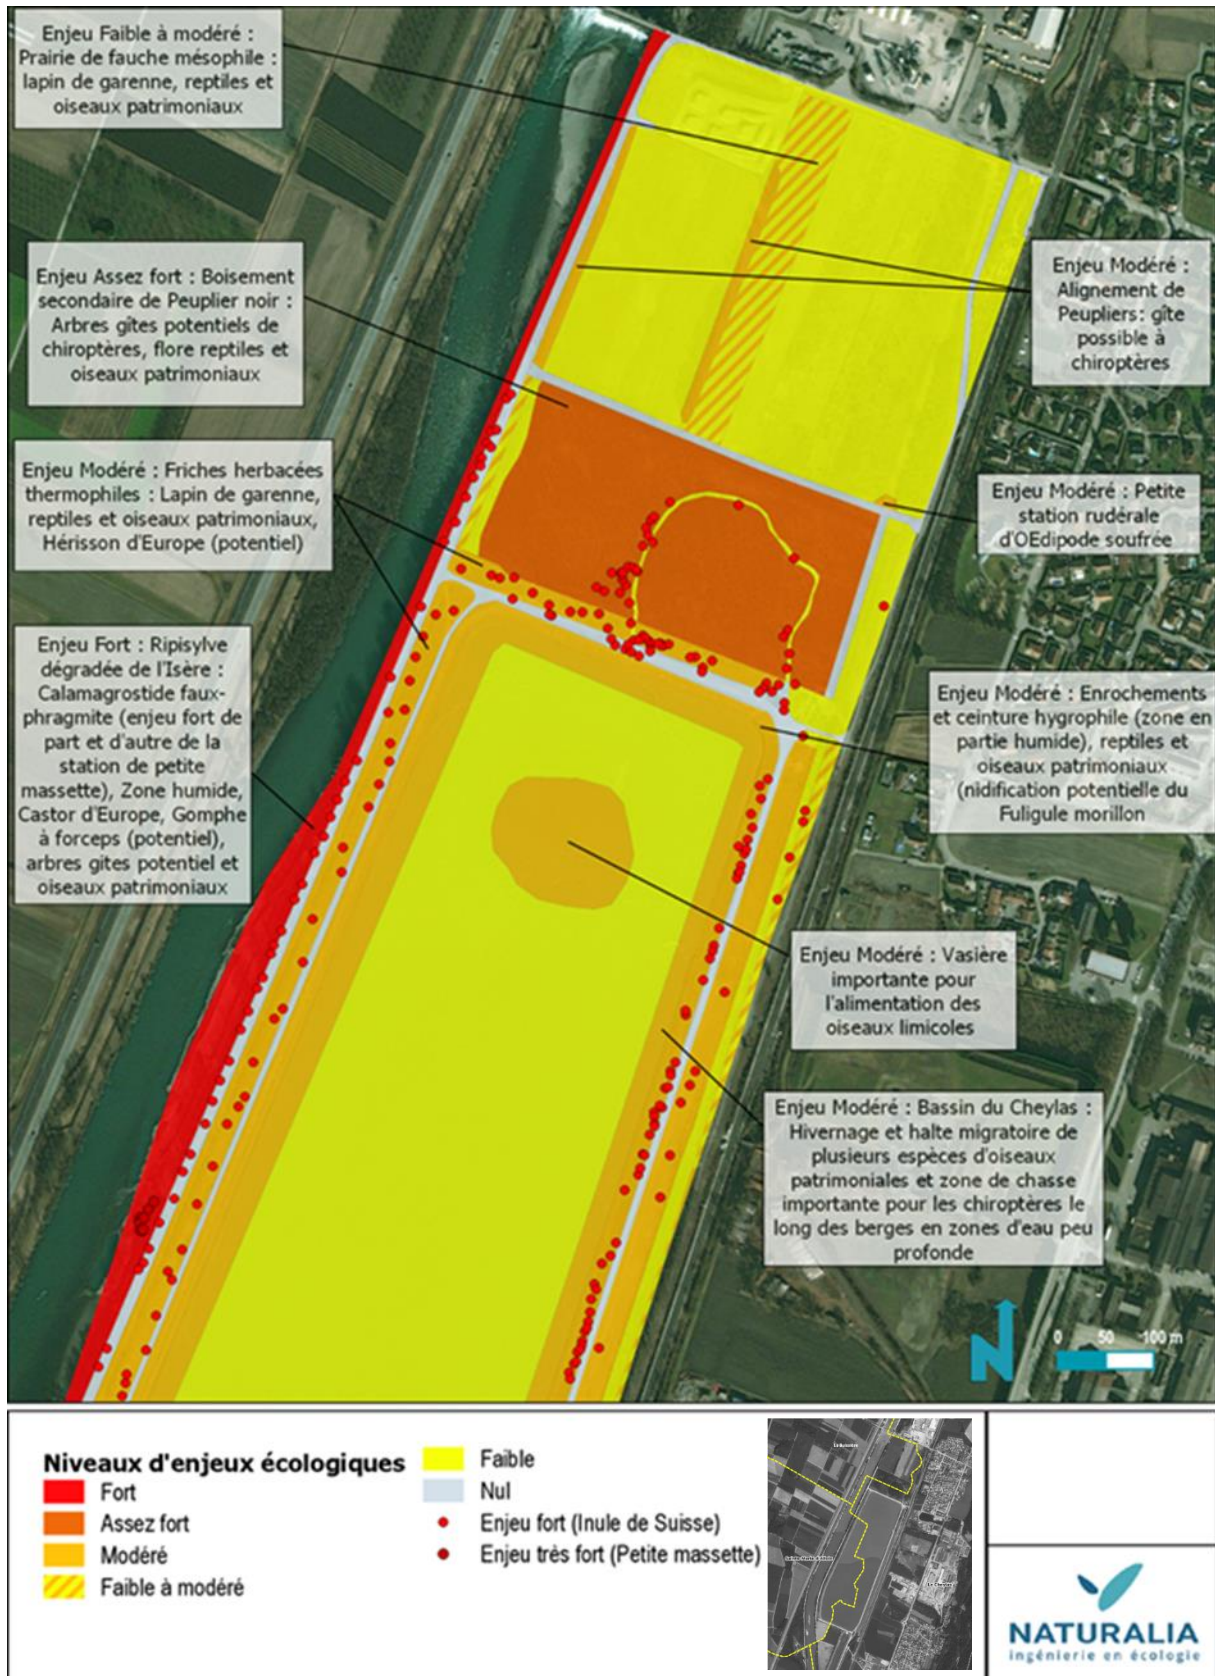 Enjeu Faible à modéré :
Prairie de fauche mésophile :
lapin de garenne, reptiles et
oiseaux patrimoniaux
Enjeu Assez fort : Boisement
secondaire de Peuplier noir :
Arbres gîtes potentiels de
chiroptères, flore reptiles et
oiseaux patrimoniaux
Enjeu Modéré :
Alignement de
Peupliers: gîte
possible à
chiroptères
Enjeu Modéré : Friches herbacées
thermophiles : Lapin de garenne,
reptiles et oiseaux patrimoniaux,
Hérisson d'Europe (potentiel)
Enjeu Modéré : Petite
station rudérale
d'OEdipode soufrée
Enjeu Fort : Ripisylve
dégradée de l'Isère :
Calamagrostide faux-
phragmite (enjeu fort de
part et d'autre de la
station de petite
massette), Zone humide,
Castor d'Europe, Gomphe
à forceps (potentiel),
arbres gites potentiel et
oiseaux patrimoniaux
Enjeu Modéré : Enrochements
et ceinture hygrophile (zone en
partie humide), reptiles et
oiseaux patrimoniaux
(nidification potentielle du
Fuligule morillon
Enjeu Modéré : Vasière
importante pour
l'alimentation des
oiseaux limicoles
Enjeu Modéré : Bassin du Cheylas :
Hivernage et halte migratoire de
plusieurs espèces d'oiseaux
patrimoniales et zone de chasse
importante pour les chiroptères le
long des berges en zones d'eau peu
profonde
N
0 50 100 m
Niveaux d'enjeux écologiques
Fort
Assez fort
Modéré
Faible à modéré
Faible
Nul
Enjeu fort (Inule de Suisse)
Enjeu très fort (Petite massette)
NATURALIA
ingénierie en écologie